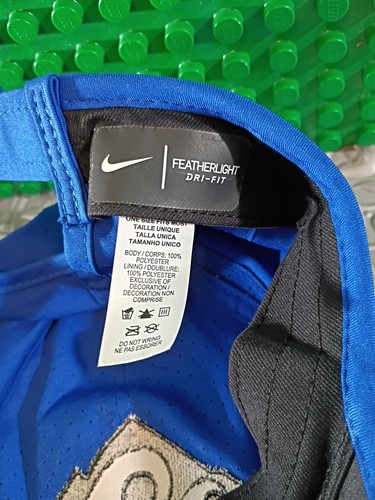 FEATHERLIGHT
DRI-FIT
ONE SIZE FITS MOST
TAILLE UNIQUE
TALLA UNICA
TAMANHO UNICO
BODY / CORPS: 100%
POLYESTER
LINING / DOUBLURE:
100% POLYESTER
EXCLUSIVE OF
DECORATION /
DECORATION NON
COMPRISE
DO NOT WRING
NE PAS ESSORER